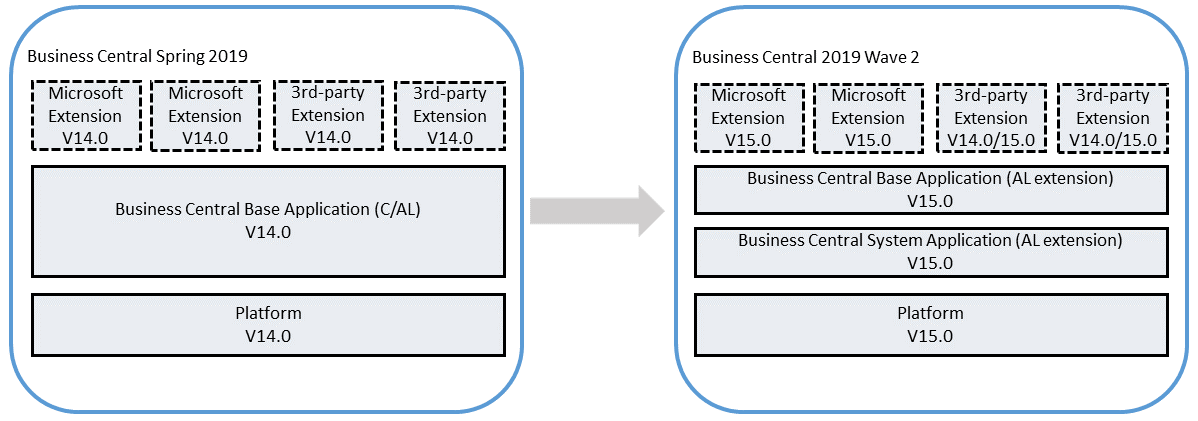 Business Central Spring 2019
Microsoft
Extension
V14.0
Microsoft
Extension
V14.0
3rd-party
Extension
V14.0
3rd-party
Extension
V14.0
Business Central Base Application (C/AL)
V14.0
Platform
V14.0
Business Central 2019 Wave 2
Microsoft
Extension
V15.0
Microsoft
Extension
V15.0
3rd-party
Extension
V14.0/15.0
3rd-party
Extension
V14.0/15.0
Business Central Base Application (AL extension)
V15.0
Business Central System Application (AL extension)
V15.0
Platform
V15.0